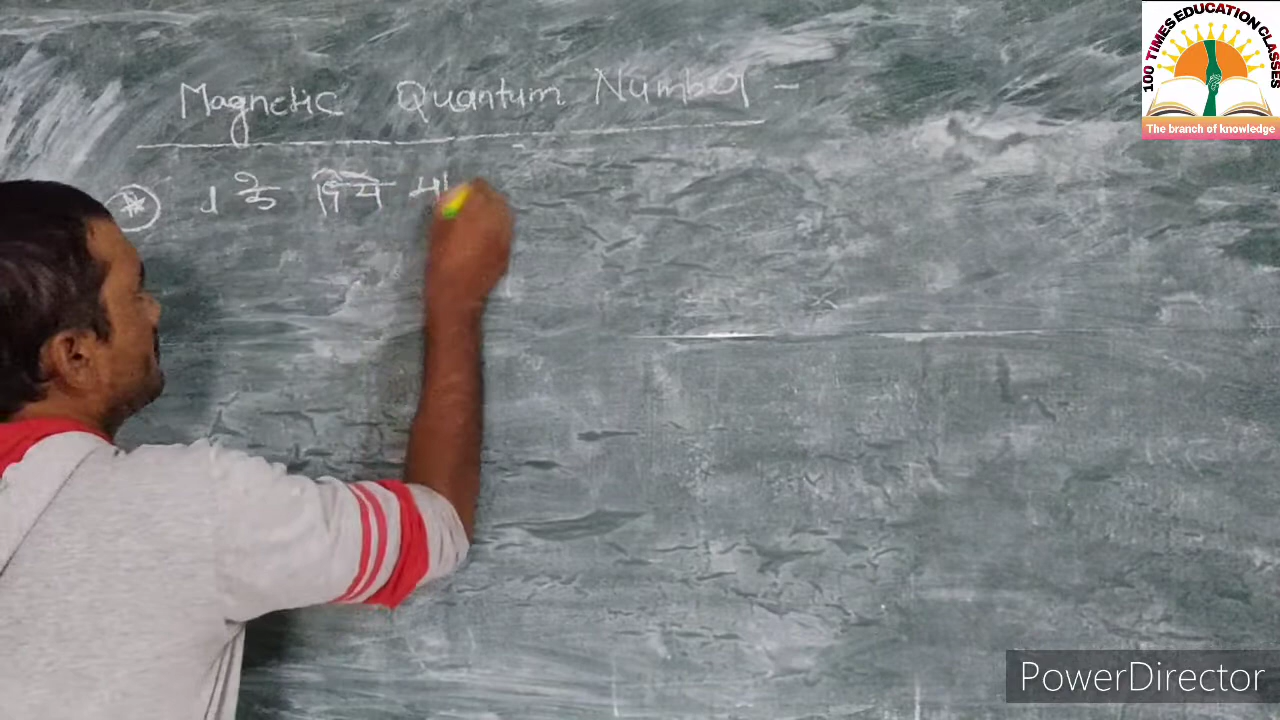 100 TIMES EDUCATION CLASSES
The branch of knowledge
Magnetic Quantum Number -
के दिये
PowerDirector